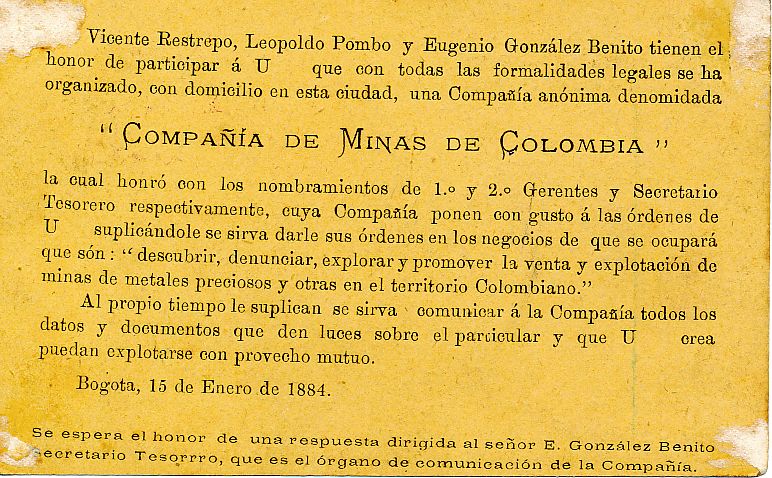 Vicente Restrepo, Leopoldo Pombo y Eugenio González Benito tienen el
honor de participar á U que con todas las formalidades legales se ha
organizado, con domicilio en esta ciudad, una Compañía anónima denomidada
"COMPAÑÍA DE MINAS DE COLOMBIA"
la cual honró con los nombramientos de 1.º y 2.º Gerentes y Secretario
Tesorero respectivamente, cuya Compañía ponen con gusto á las órdenes de
U suplicándole se sirva darle sus órdenes en los negocios de que se ocupará
que són: "descubrir, denunciar, explorar y promover la venta y explotación de
minas de metales preciosos y otras en el territorio Colombiano."
Al propio tiempo le suplican se sirva comunicar á la Compañía todos los
datos y documentos que den luces sobre el particular y que U crea
puedan explotarse con provecho mutuo.
Bogota, 15 de Enero de 1884.
Se espera el honor de una respuesta dirigida al señor E. González Benito
Secretario Tesorrro, que es el órgano de comunicación de la Compañía.